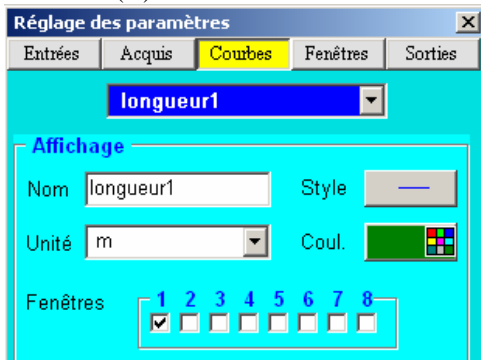 Réglage des paramètres
Entrées Acquis Courbes Fenêtres Sorties
longueur1
Affichage
Nom longueur1 Style
Unité m Coul.
1 2 3 4 5 6 7 8
Fenêtres